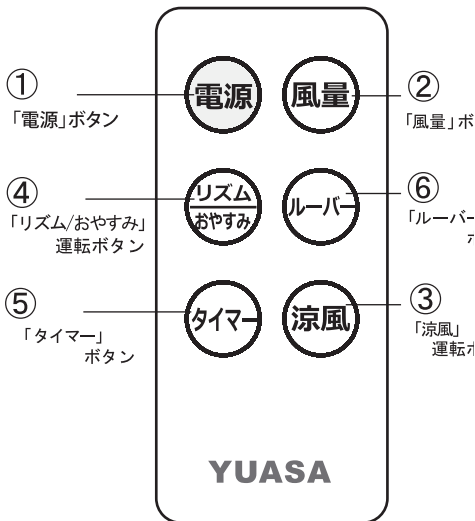 ①
「電源」ボタン
電源
風量
②
「風量」ボ
④
「リズム/おやすみ」
運転ボタン
リズム
おやすみ
ルーバー
⑥
「ルーバー
ボ
⑤
「タイマー」
ボタン
タイマー
涼風
③
「涼風」
運転ボ
YUASA